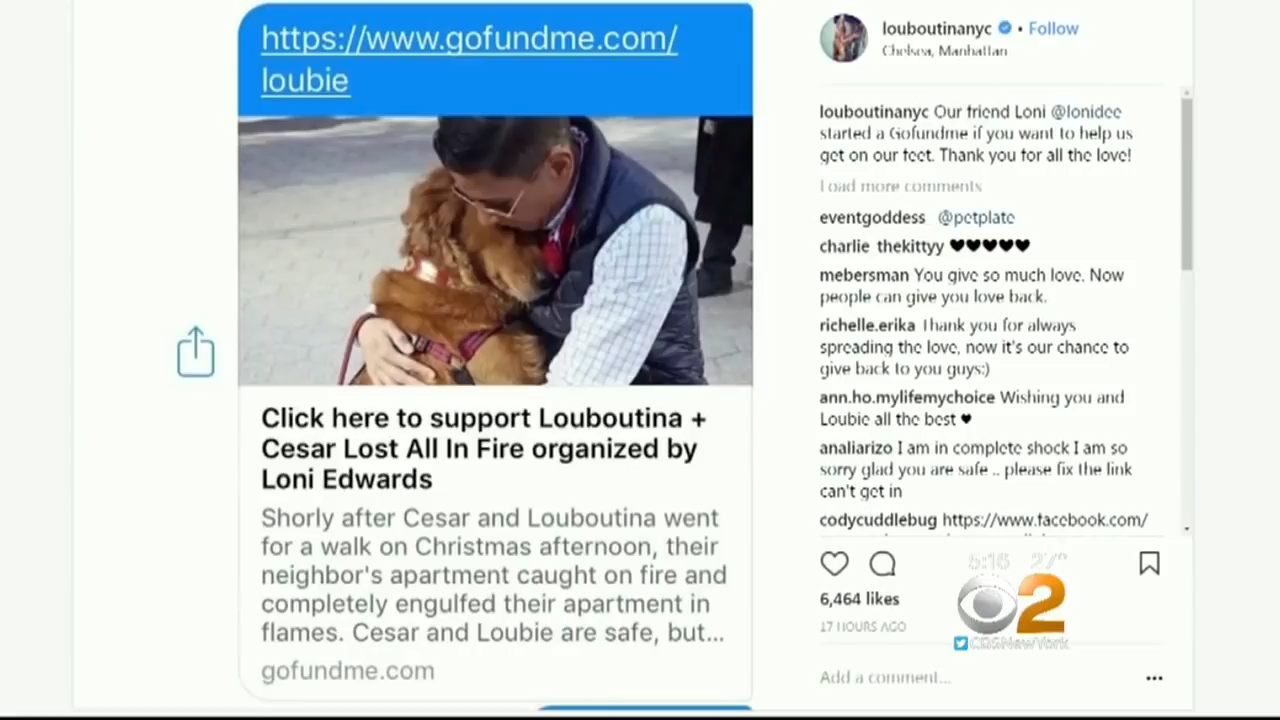 https://www.gofundme.com/
loubie
Click here to support Louboutina +
Cesar Lost All In Fire organized by
Loni Edwards
Shorly after Cesar and Louboutina went
for a walk on Christmas afternoon, their
neighbor's apartment caught on fire and
completely engulfed their apartment in
flames. Cesar and Loubie are safe, but...
gofundme.com
louboutinanyc • Follow
Chelsea, Manhattan
louboutinanyc Our friend Loni @lonidee
started a Gofundme if you want to help us
get on our feet. Thank you for all the love!
Load more comments
eventgoddess @petplate
charlie thekittyy ♥♥♥♥♥
mebersman You give so much love. Now
people can give you love back.
richelle.erika Thank you for always
spreading the love, now it's our chance to
give back to you guys:)
ann.ho.mylifemychoice Wishing you and
Loubie all the best ♥
analiarizo I am in complete shock I am so
sorry glad you are safe .. please fix the link
can't get in
codycuddlebug https://www.facebook.com/
5:16 27°
6,464 likes
2
17 HOURS AGO
CBSNewYork
Add a comment...